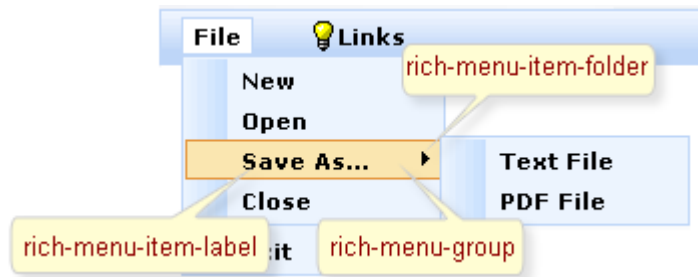 File Links
rich-menu-item-folder
New
Open
Save As...
Text File
Close
PDF File
rich-menu-item-label
rich-menu-group